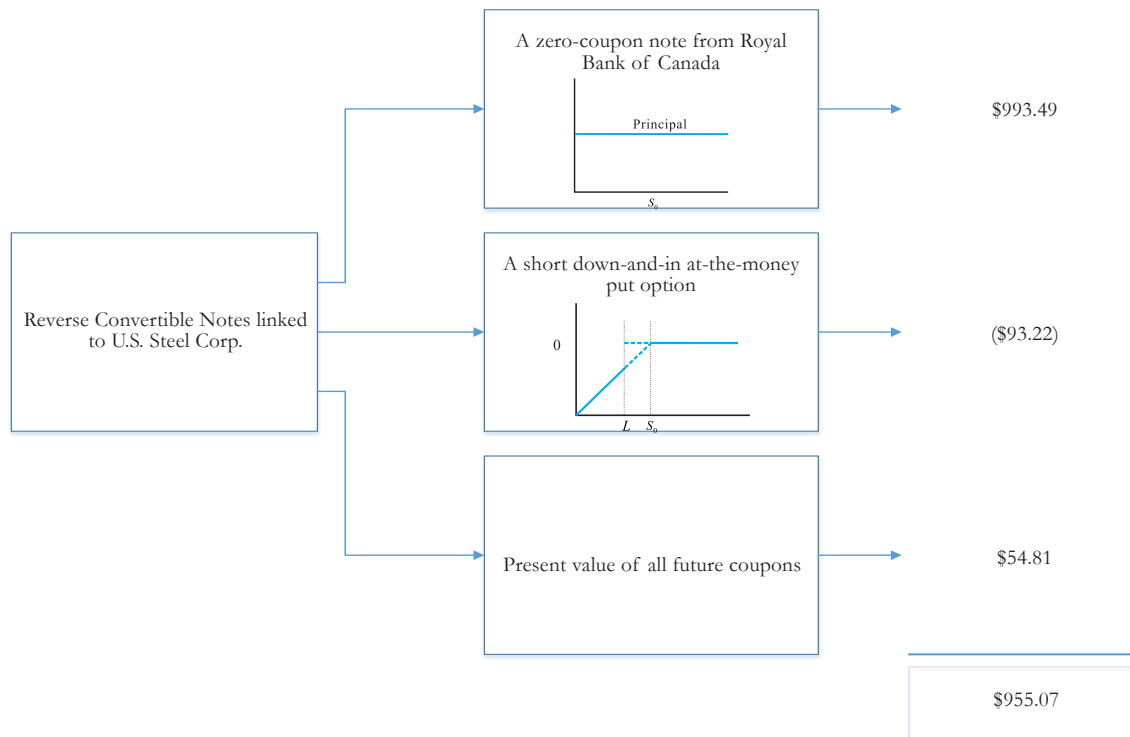 A zero-coupon note from Royal
Bank of Canada
Principal
S₀
$993.49
Reverse Convertible Notes linked
to U.S. Steel Corp.
A short down-and-in at-the-money
put option
0
L S₀
($93.22)
Present value of all future coupons
$54.81
$955.07